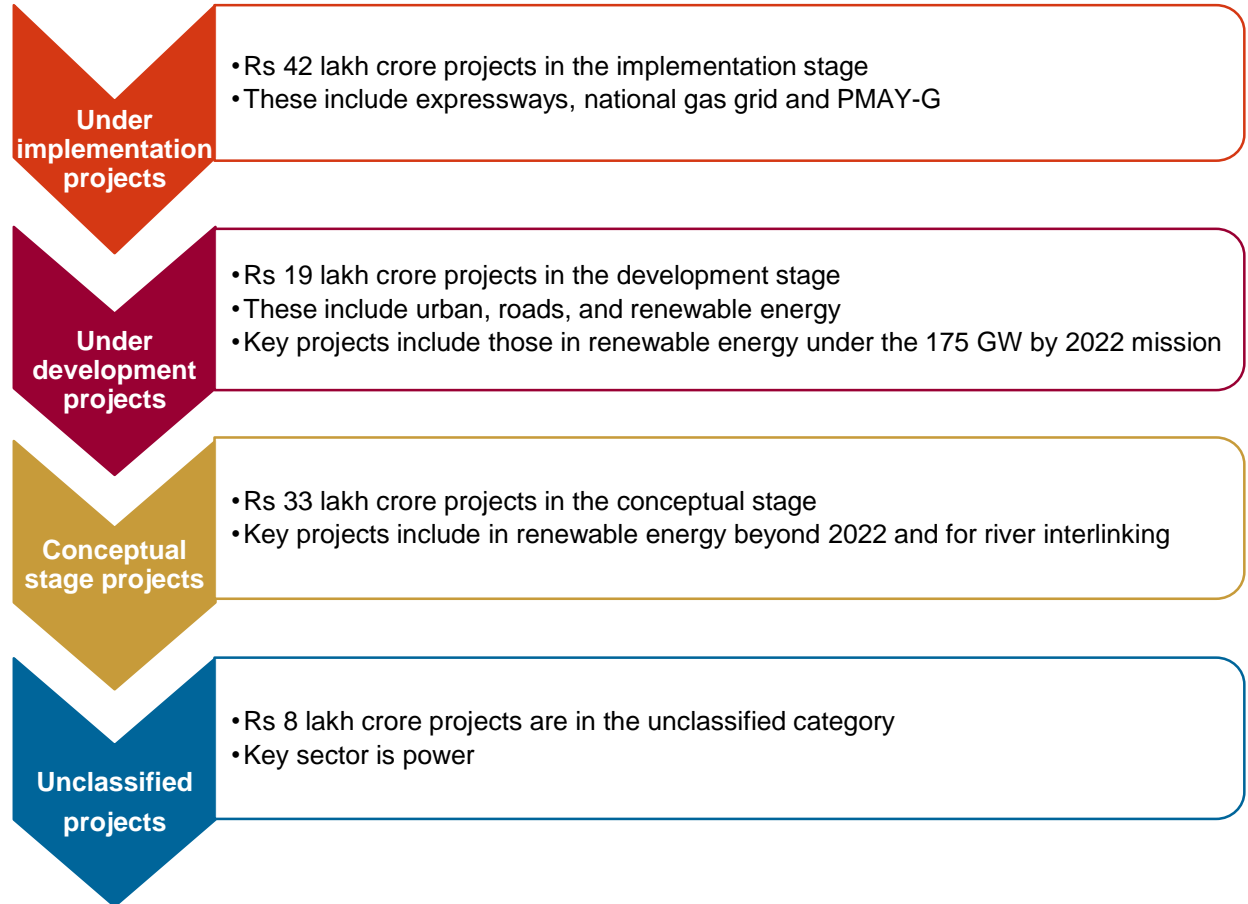 Under
implementation
projects
•Rs 42 lakh crore projects in the implementation stage
•These include expressways, national gas grid and PMAY-G
Under
development
projects
•Rs 19 lakh crore projects in the development stage
•These include urban, roads, and renewable energy
•Key projects include those in renewable energy under the 175 GW by 2022 mission
Conceptual
stage projects
•Rs 33 lakh crore projects in the conceptual stage
•Key projects include in renewable energy beyond 2022 and for river interlinking
Unclassified
projects
•Rs 8 lakh crore projects are in the unclassified category
•Key sector is power